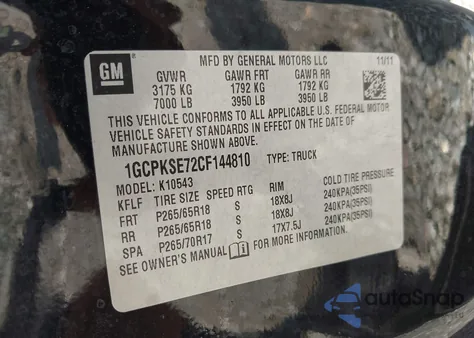 GM
MFD BY GENERAL MOTORS LLC 11/11
GVWR GAWR FRT GAWR RR
3175 KG 1792 KG 1792 KG
7000 LB 3950 LB 3950 LB
THIS VEHICLE CONFORMS TO ALL APPLICABLE U.S. FEDERAL MOTOR
VEHICLE SAFETY STANDARDS IN EFFECT ON THE DATE OF
MANUFACTURE SHOWN ABOVE.
1GCPKSE72CF144810 TYPE: TRUCK
MODEL: K10543
KFLF TIRE SIZE SPEED RTG RIM COLD TIRE PRESSURE
FRT P265/65R18 S 18X8J 240KPA(35PSI)
RR P265/65R18 S 18X8J 240KPA(35PSI)
SPA P265/70R17 S 17X7.5J 240KPA(35PSI)
SEE OWNER'S MANUAL FOR MORE INFORMATION.
autoSnap